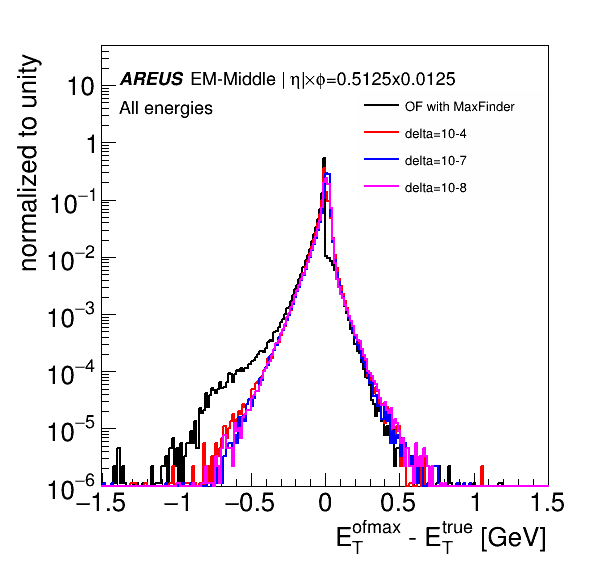 normalized to unity
AREUS EM-Middle | η|×ϕ=0.5125x0.0125
All energies
OF with MaxFinder
delta=10-4
delta=10-7
delta=10-8
10
1
10⁻¹
10⁻²
10⁻³
10⁻⁴
10⁻⁵
10⁻⁶
−1.5 −1 −0.5 0 0.5 1 1.5
E_T^ofmax - E_T^true [GeV]